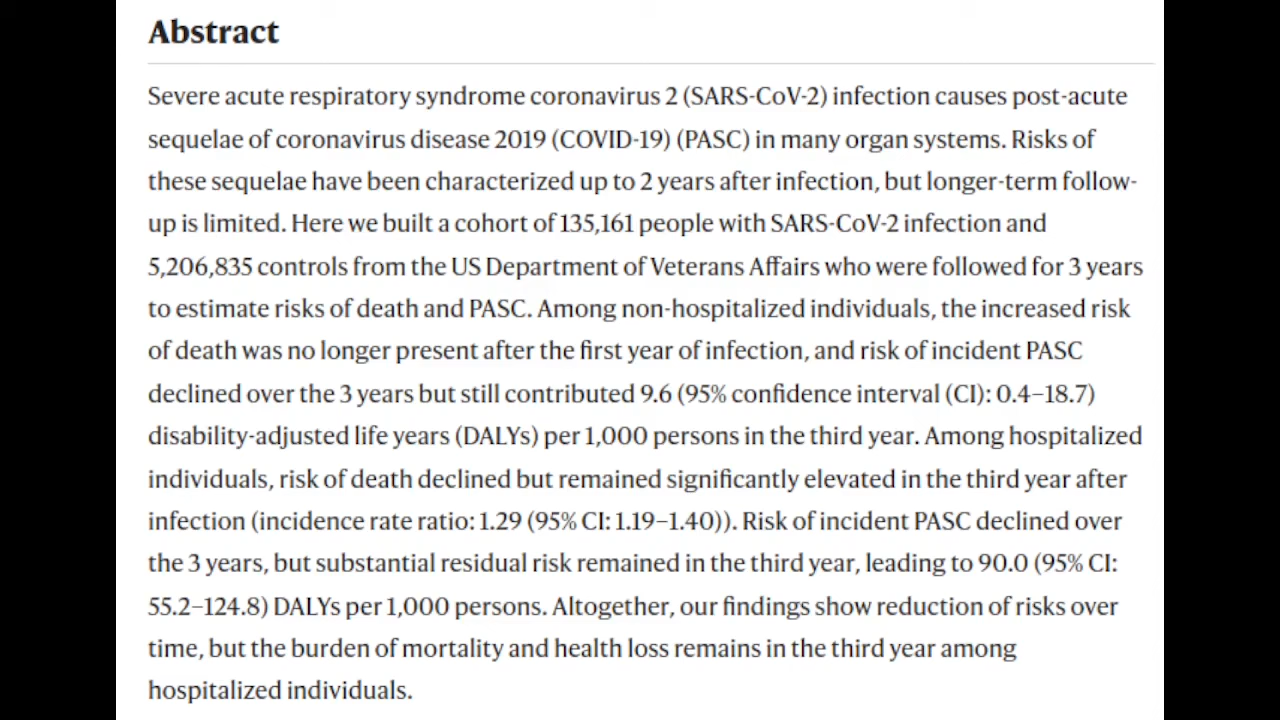 Abstract
Severe acute respiratory syndrome coronavirus 2 (SARS-CoV-2) infection causes post-acute
sequelae of coronavirus disease 2019 (COVID-19) (PASC) in many organ systems. Risks of
these sequelae have been characterized up to 2 years after infection, but longer-term follow-
up is limited. Here we built a cohort of 135,161 people with SARS-CoV-2 infection and
5,206,835 controls from the US Department of Veterans Affairs who were followed for 3 years
to estimate risks of death and PASC. Among non-hospitalized individuals, the increased risk
of death was no longer present after the first year of infection, and risk of incident PASC
declined over the 3 years but still contributed 9.6 (95% confidence interval (CI): 0.4–18.7)
disability-adjusted life years (DALYs) per 1,000 persons in the third year. Among hospitalized
individuals, risk of death declined but remained significantly elevated in the third year after
infection (incidence rate ratio: 1.29 (95% CI: 1.19–1.40)). Risk of incident PASC declined over
the 3 years, but substantial residual risk remained in the third year, leading to 90.0 (95% CI:
55.2–124.8) DALYs per 1,000 persons. Altogether, our findings show reduction of risks over
time, but the burden of mortality and health loss remains in the third year among
hospitalized individuals.